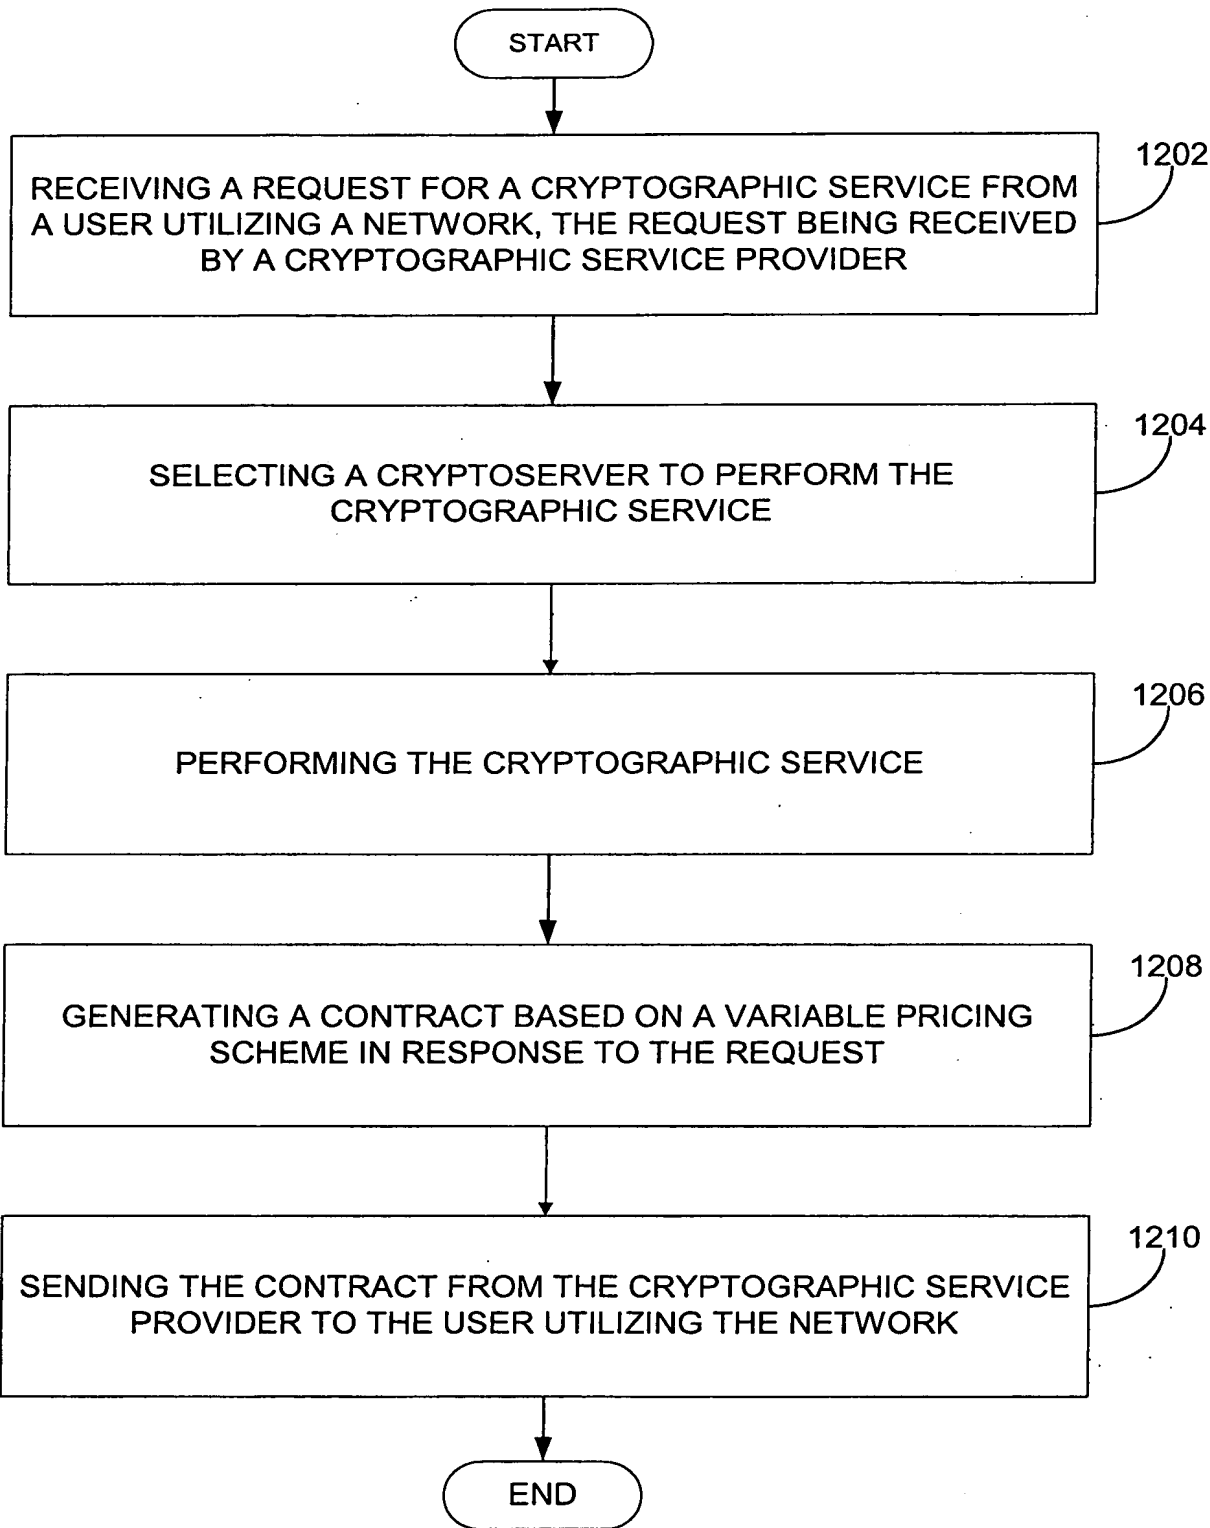 START
1202
RECEIVING A REQUEST FOR A CRYPTOGRAPHIC SERVICE FROM
A USER UTILIZING A NETWORK, THE REQUEST BEING RECEIVED
BY A CRYPTOGRAPHIC SERVICE PROVIDER
1204
SELECTING A CRYPTOSERVER TO PERFORM THE
CRYPTOGRAPHIC SERVICE
1206
PERFORMING THE CRYPTOGRAPHIC SERVICE
1208
GENERATING A CONTRACT BASED ON A VARIABLE PRICING
SCHEME IN RESPONSE TO THE REQUEST
1210
SENDING THE CONTRACT FROM THE CRYPTOGRAPHIC SERVICE
PROVIDER TO THE USER UTILIZING THE NETWORK
END